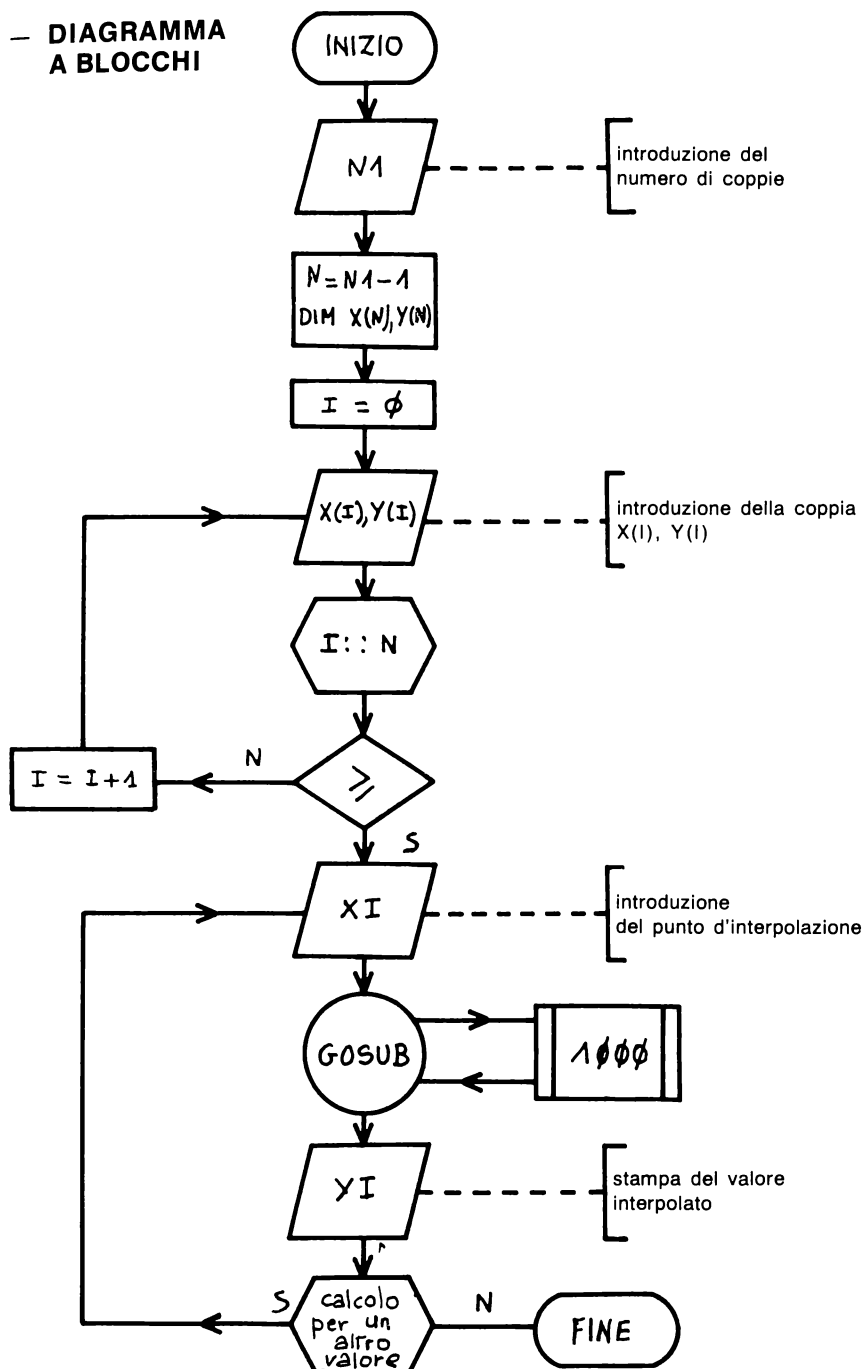 — DIAGRAMMA
A BLOCCHI
INIZIO
N1
introduzione del
numero di coppie
N=N1-1
DIM X(N),Y(N)
I = ϕ
X(I),Y(I)
introduzione della coppia
X(I), Y(I)
I:: N
I = I+1
N
⩾
S
XI
introduzione
del punto d'interpolazione
GOSUB
1ϕϕϕ
YI
stampa del valore
interpolato
S
calcolo
per un
altro
valore
N
FINE